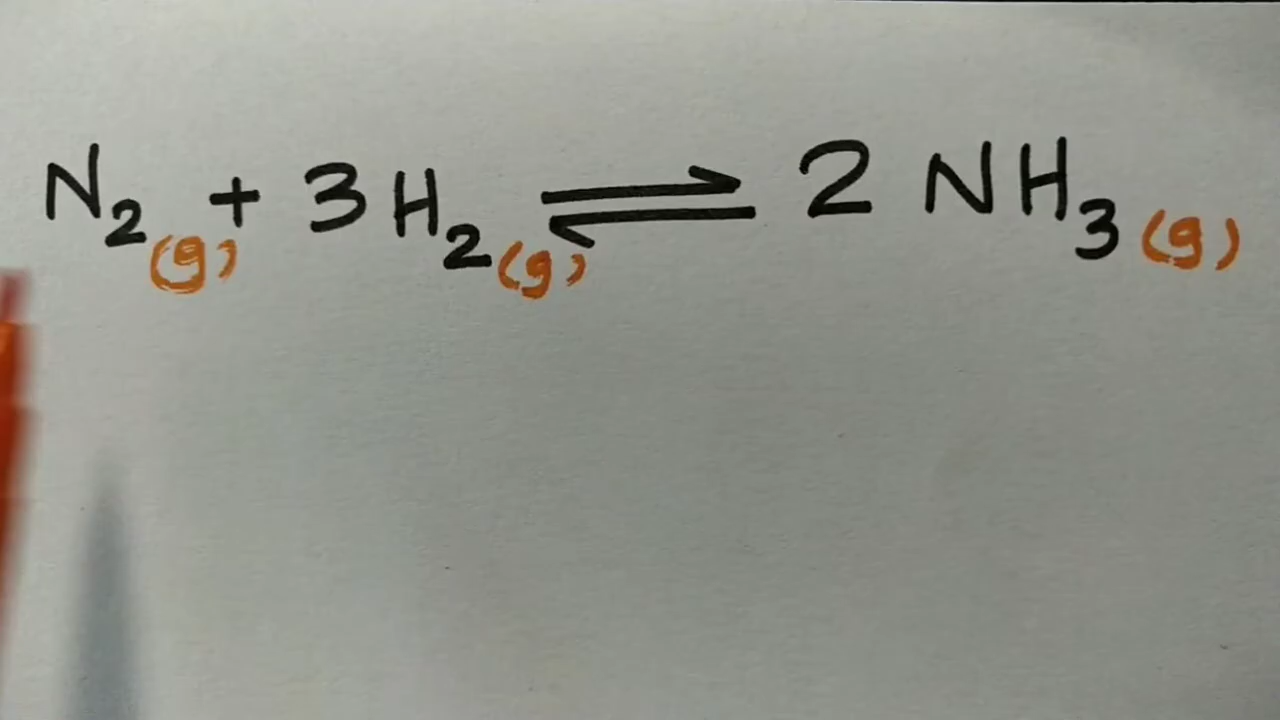 N₂(g) + 3H₂(g) ⇌ 2 NH₃(g)